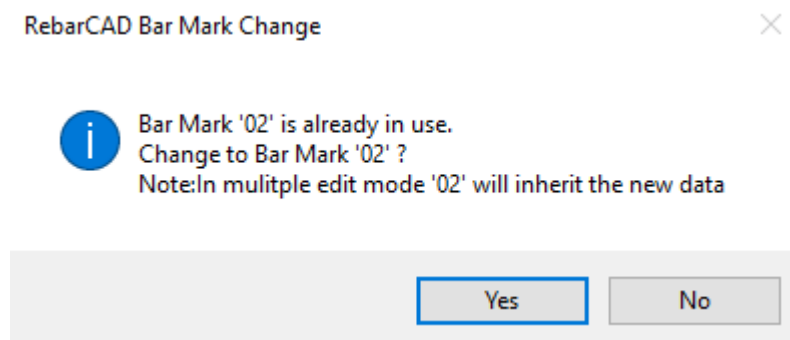 RebarCAD Bar Mark Change
Bar Mark '02' is already in use.
Change to Bar Mark '02' ?
Note:In mulitple edit mode '02' will inherit the new data
Yes No